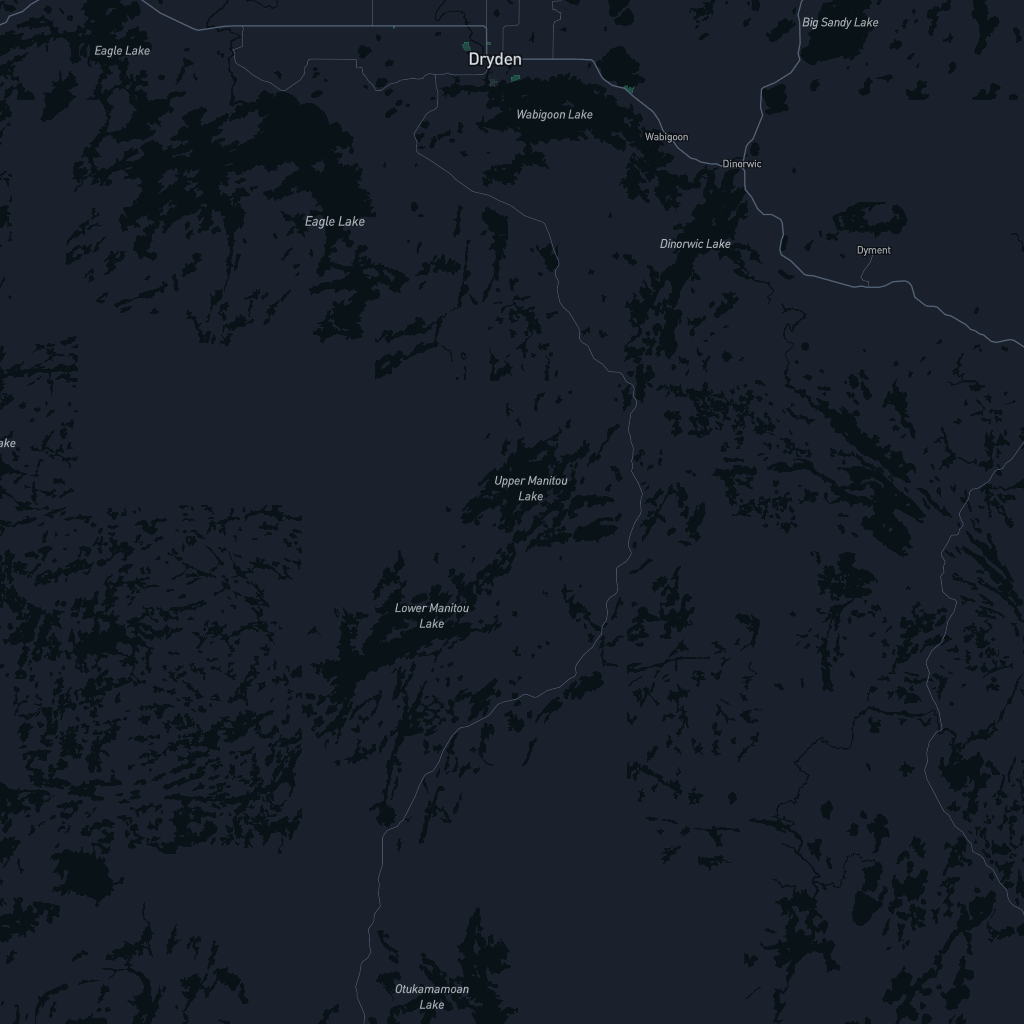 Big Sandy Lake
Eagle Lake
Dryden
Wabigoon Lake
Wabigoon
Dinorwic
Eagle Lake
Dinorwic Lake
Dyment
ake
Upper Manitou
Lake
Lower Manitou
Lake
Otukamamoan
Lake